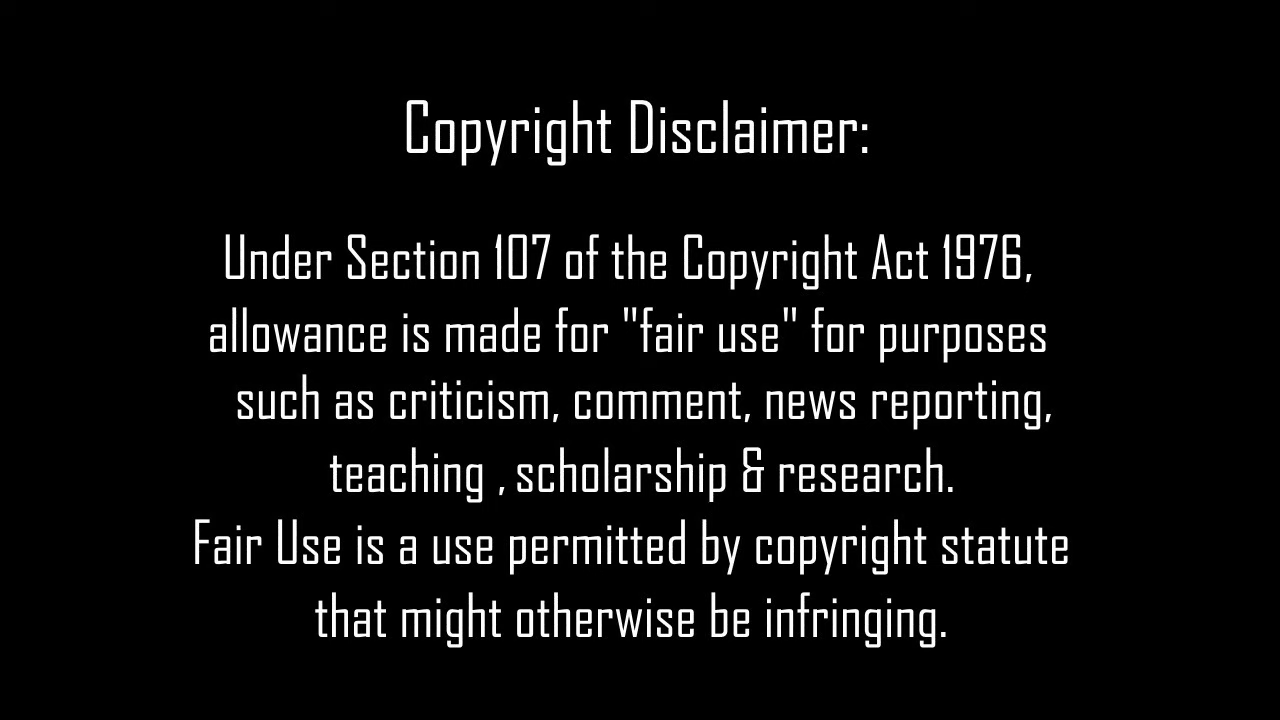 Copyright Disclaimer:
Under Section 107 of the Copyright Act 1976,
allowance is made for "fair use" for purposes
such as criticism, comment, news reporting,
teaching , scholarship & research.
Fair Use is a use permitted by copyright statute
that might otherwise be infringing.